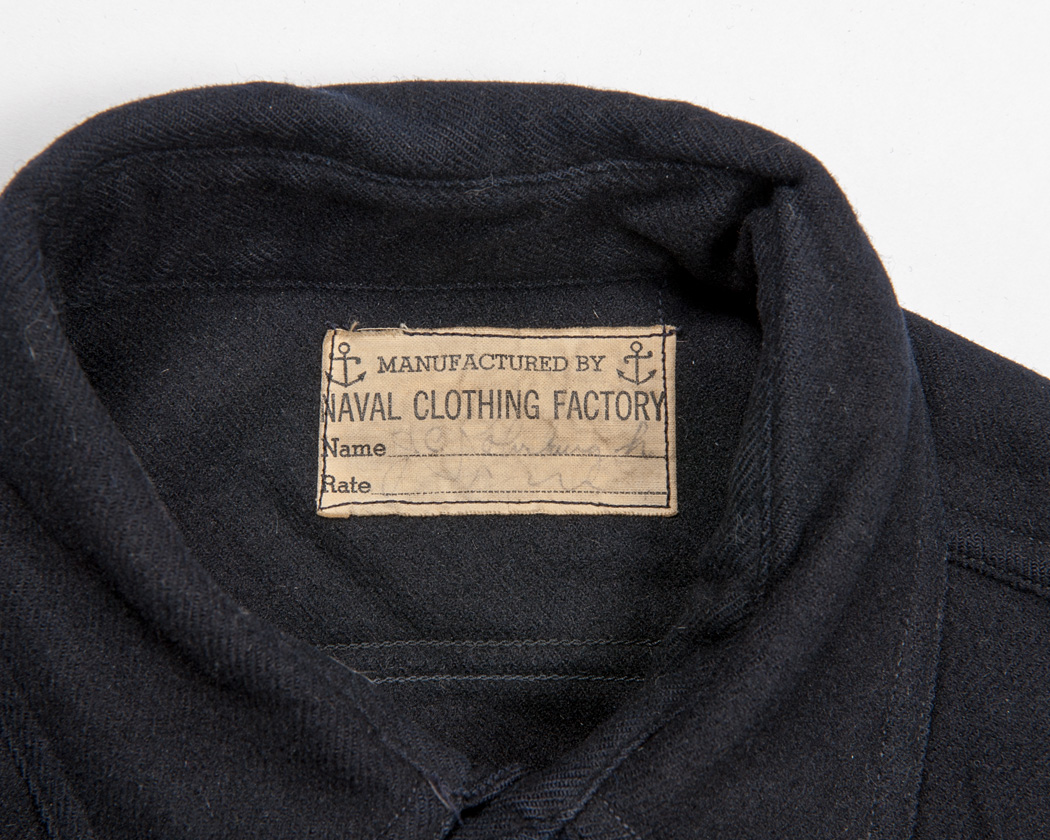 MANUFACTURED BY
NAVAL CLOTHING FACTORY
Name
Rate